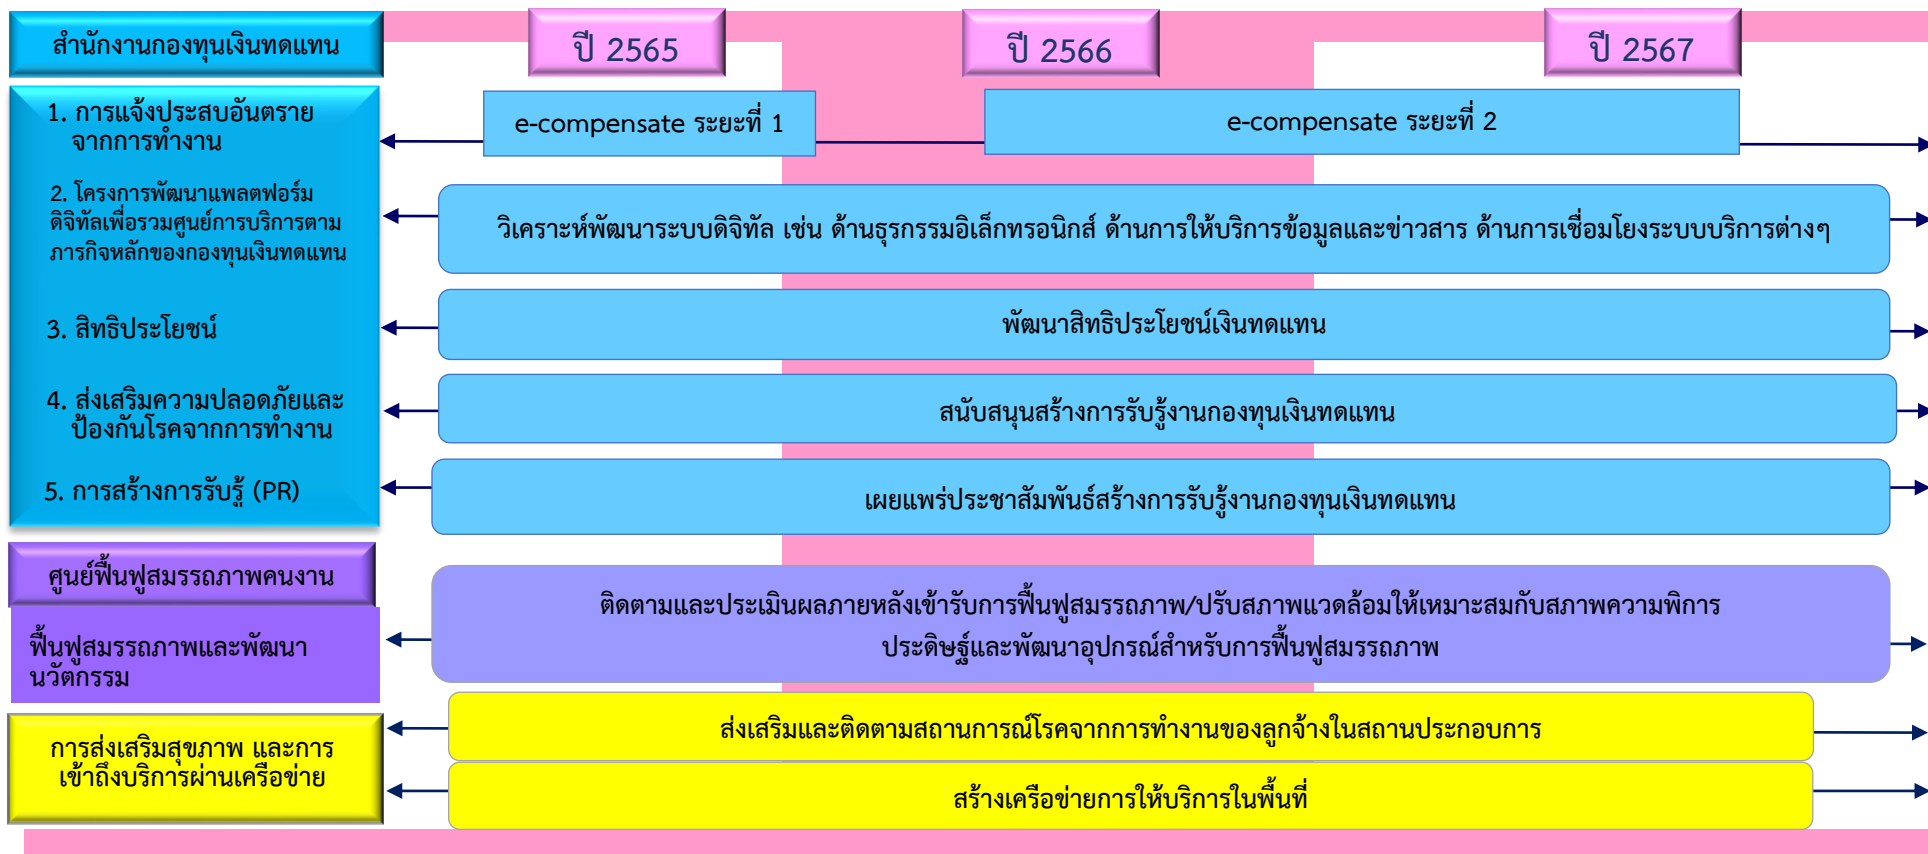 สำนักงานกองทุนเงินทดแทน
ปี 2565
ปี 2566
ปี 2567
1. การแจ้งประสบอันตราย
จากการทำงาน
e-compensate ระยะที่ 1
e-compensate ระยะที่ 2
2. โครงการพัฒนาแพลตฟอร์ม
ดิจิทัลเพื่อรวมศูนย์การบริการตาม
ภารกิจหลักของกองทุนเงินทดแทน
วิเคราะห์พัฒนาระบบดิจิทัล เช่น ด้านธุรกรรมอิเล็กทรอนิกส์ ด้านการให้บริการข้อมูลและข่าวสาร ด้านการเชื่อมโยงระบบบริการต่างๆ
3. สิทธิประโยชน์
พัฒนาสิทธิประโยชน์เงินทดแทน
4. ส่งเสริมความปลอดภัยและ
ป้องกันโรคจากการทำงาน
สนับสนุนสร้างการรับรู้งานกองทุนเงินทดแทน
5. การสร้างการรับรู้ (PR)
เผยแพร่ประชาสัมพันธ์สร้างการรับรู้งานกองทุนเงินทดแทน
ศูนย์ฟื้นฟูสมรรถภาพคนงาน
ฟื้นฟูสมรรถภาพและพัฒนา
นวัตกรรม
ติดตามและประเมินผลภายหลังเข้ารับการฟื้นฟูสมรรถภาพ/ปรับสภาพแวดล้อมให้เหมาะสมกับสภาพความพิการ
ประดิษฐ์และพัฒนาอุปกรณ์สำหรับการฟื้นฟูสมรรถภาพ
การส่งเสริมสุขภาพ และการ
เข้าถึงบริการผ่านเครือข่าย
ส่งเสริมและติดตามสถานการณ์โรคจากการทำงานของลูกจ้างในสถานประกอบการ
สร้างเครือข่ายการให้บริการในพื้นที่